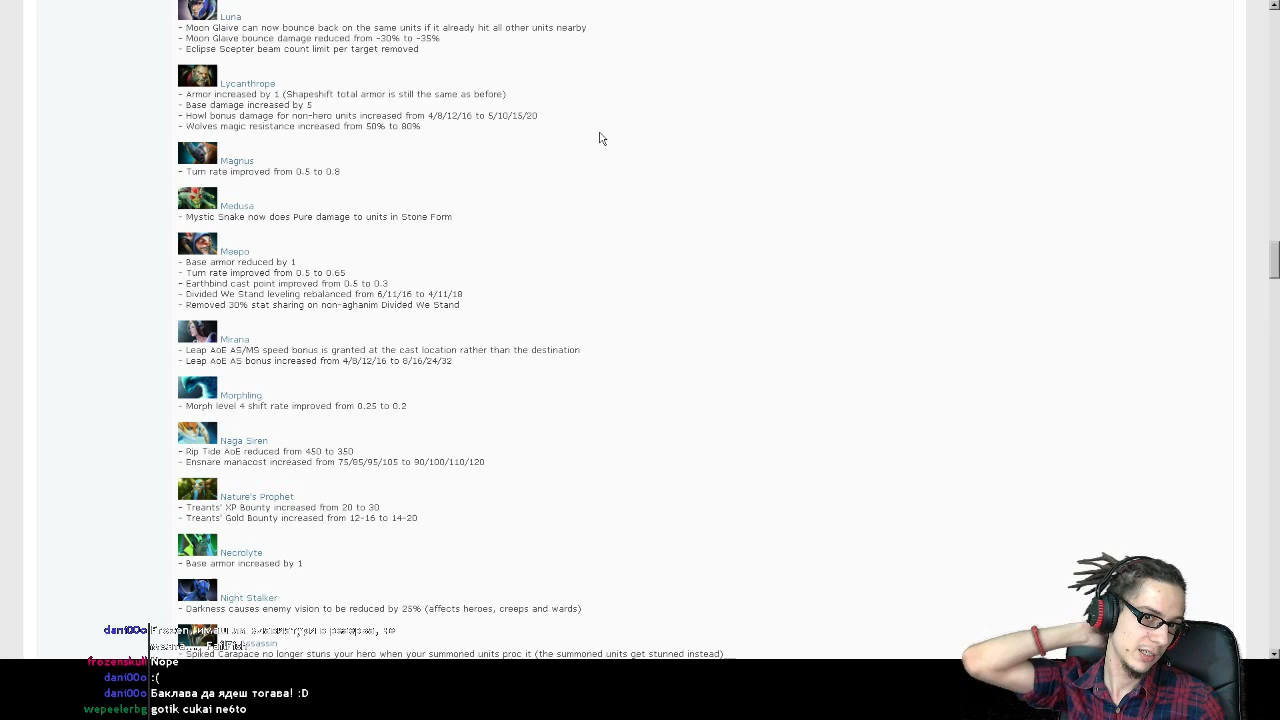 Luna
- Moon Glaive can now bounce back on the same units if it already hit all other units nearby
- Moon Glaive bounce damage reduced from -30% to -35%
- Eclipse Scepter beam count limit per target removed
Lycanthrope
- Armor increased by 1 (Shapeshift total armor is still the same as before)
- Base damage increased by 5
- Howl bonus damage for non-hero units increased from 4/8/12/16 to 5/10/15/20
- Wolves magic resistance increased from 50% to 80%
Magnus
- Turn rate improved from 0.5 to 0.8
Medusa
- Mystic Snake now does Pure damage to units in Stone Form
Meepo
- Base armor reduced by 1
- Turn rate improved from 0.5 to 0.65
- Earthbind cast point improved from 0.5 to 0.3
- Divided We Stand leveling rebalanced from 6/11/16 to 4/11/18
- Removed 30% stat sharing on non-aghanim Divided We Stand
Mirana
- Leap AoE AS/MS speed bonus is granted at the cast location rather than the destination
- Leap AoE AS bonus increased from 4/8/12/16 to 8/16/24/32
Morphling
- Morph level 4 shift rate improved from 0.25 to 0.2
Naga Siren
- Rip Tide AoE reduced from 450 to 350
- Ensnare manacost increased from 75/85/95/105 to 90/100/110/120
Nature's Prophet
- Treants' XP Bounty increased from 20 to 30
- Treants' Gold Bounty increased from 12-16 to 14-20
Necrolyte
- Base armor increased by 1
Night Stalker
- Darkness causes enemy vision to be reduced by 25% (affects heroes, creeps and wards)
Assassin
- Spiked Carapace no longer stuns your hero when your summoned units proc it (the summoned units get stunned instead)
dani00o Frozen, имаш
frozenskull Nope
dani00o :(
dani00o Баклава да ядеш тогава! :D
wepeelerbg gotik cukai ne6to